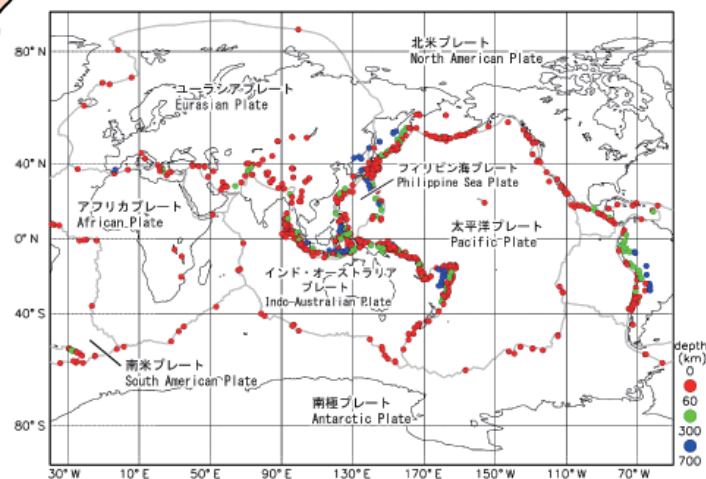 80° N
40° N
0° N
40° S
80° S
北米プレート
North American Plate
ユーラシアプレート
Eurasian Plate
フィリピン海プレート
Philippine Sea Plate
アフリカプレート
African Plate
太平洋プレート
Pacific Plate
インド・オーストラリア
プレート
Indo-Australian Plate
南米プレート
South American Plate
南極プレート
Antarctic Plate
depth
(km)
0
60
300
700
30° W 10° E 50° E 90° E 130° E 170° E 150° W 110° W 70° W